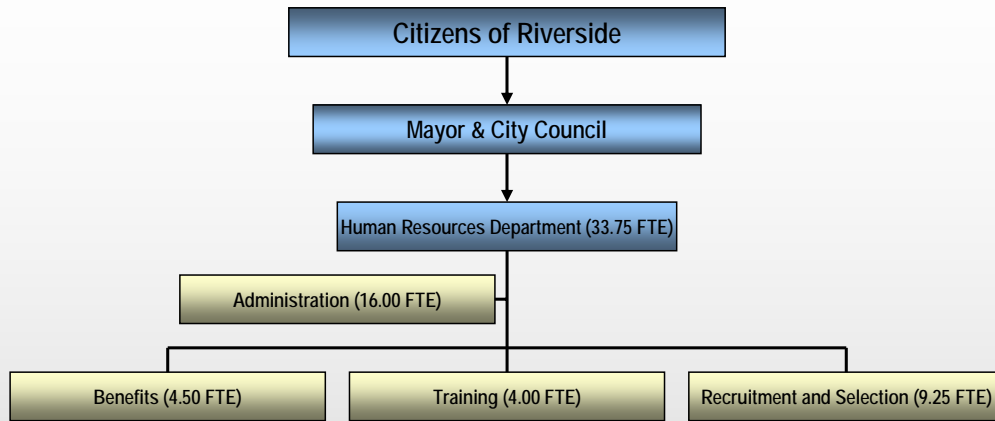 Citizens of Riverside
Mayor & City Council
Human Resources Department (33.75 FTE)
Administration (16.00 FTE)
Benefits (4.50 FTE)
Training (4.00 FTE)
Recruitment and Selection (9.25 FTE)